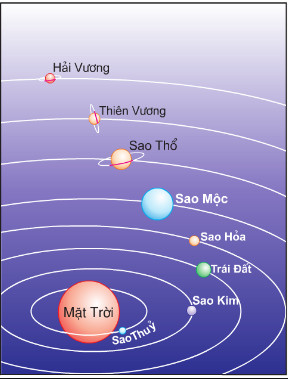 Hải Vương
Thiên Vương
Sao Thổ
Sao Mộc
Sao Hỏa
Trái Đất
Sao Kim
Mặt Trời
SaoThuỷ